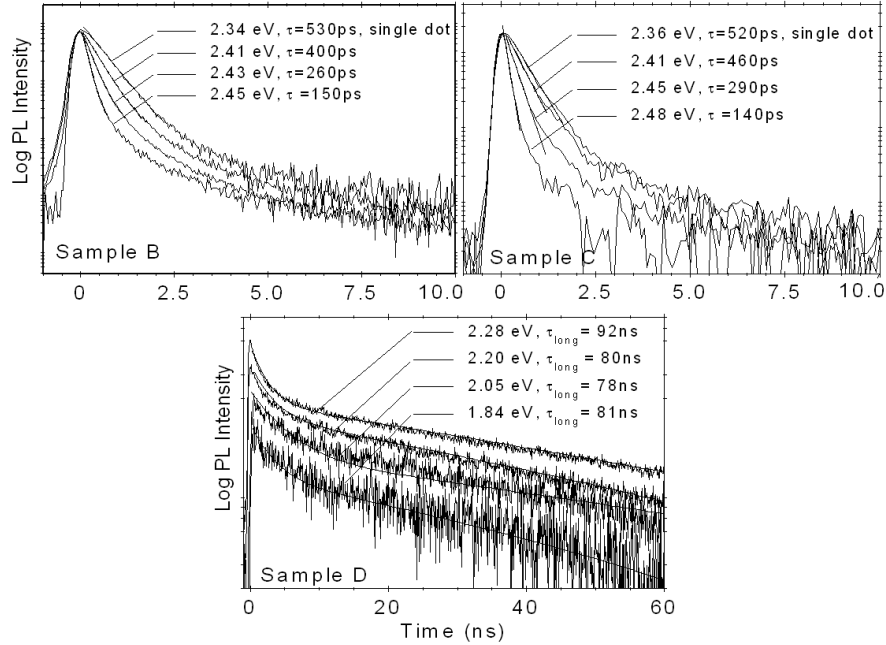 2.34 eV, τ=530ps, single dot
2.41 eV, τ=400ps
2.43 eV, τ=260ps
2.45 eV, τ =150ps
Log PL Intensity
Sample B
0.0 2.5 5.0 7.5 10.0
2.36 eV, τ=520ps, single dot
2.41 eV, τ=460ps
2.45 eV, τ=290ps
2.48 eV, τ =140ps
Sample C
0.0 2.5 5.0 7.5 10.0
2.28 eV, τlong = 92ns
2.20 eV, τlong = 80ns
2.05 eV, τlong = 78ns
1.84 eV, τlong = 81ns
Log PL Intensity
Sample D
0 20 40 60
Time (ns)